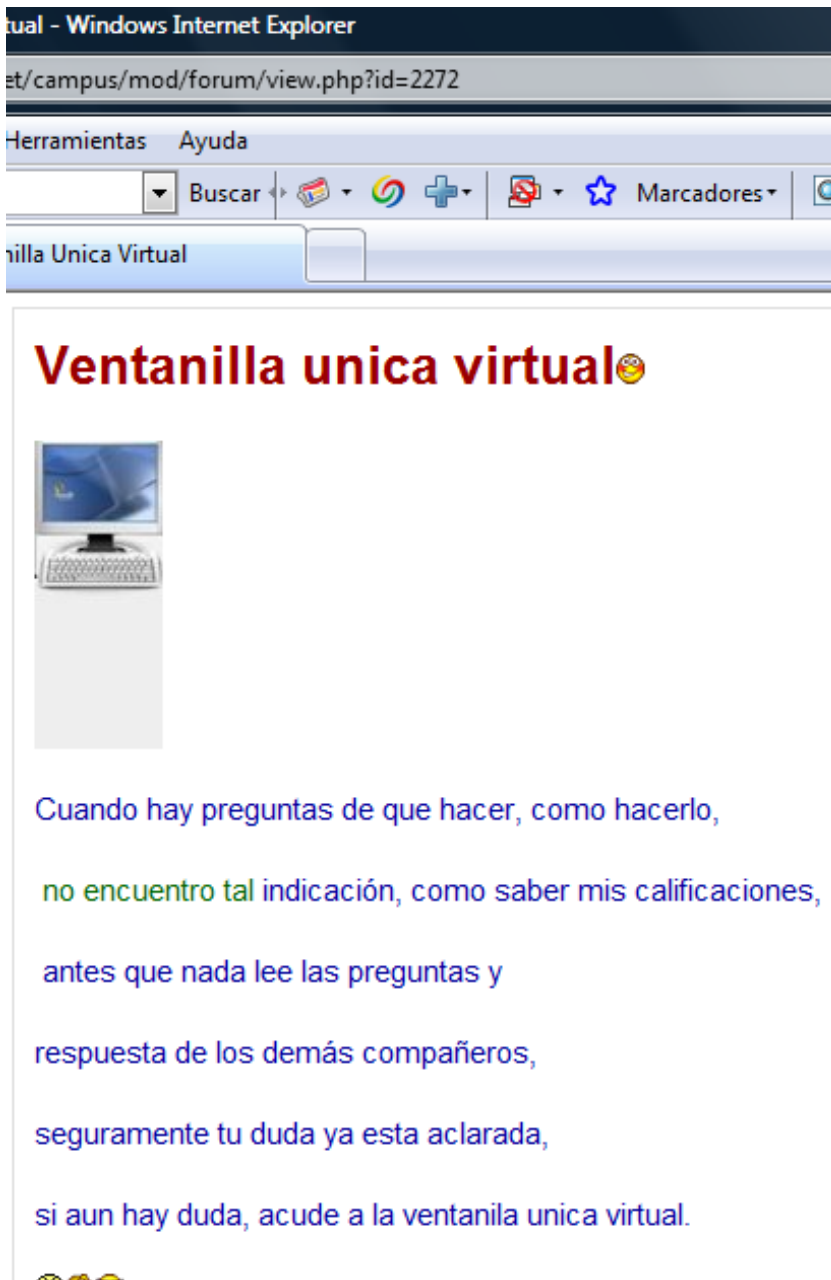 tual - Windows Internet Explorer
et/campus/mod/forum/view.php?id=2272
Herramientas Ayuda
Buscar Marcadores
nilla Unica Virtual
Ventanilla unica virtual
Cuando hay preguntas de que hacer, como hacerlo,
no encuentro tal indicación, como saber mis calificaciones,
antes que nada lee las preguntas y
respuesta de los demás compañeros,
seguramente tu duda ya esta aclarada,
si aun hay duda, acude a la ventanila unica virtual.